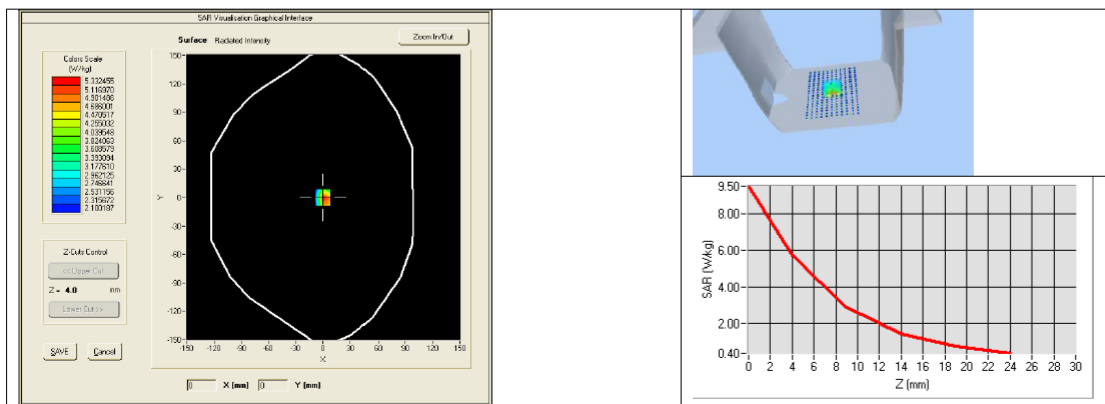 SAR Visualisation Graphical Interface
Surface Radiated Intensity
Zoom In/Out
Colors Scale
(W/kg)
5.332455
5.116970
4.901486
4.686001
4.470517
4.255032
4.039548
3.824063
3.608579
3.393094
3.177610
2.962125
2.746641
2.531156
2.315672
2.100187
Z-Cuts Control
<< Upper Cut
Z = 4.0 mm
Lower Cut >>
SAVE Cancel
150
120
90
60
30
0
-30
-60
-90
-120
-150
Y
-150 -120 -90 -60 -30 0 30 60 90 120 150
X
0 X (mm) 0 Y (mm)
9.50
8.00
6.00
4.00
2.00
0.40
SAR (W/kg)
0 2 4 6 8 10 12 14 16 18 20 22 24 26 28 30
Z (mm)